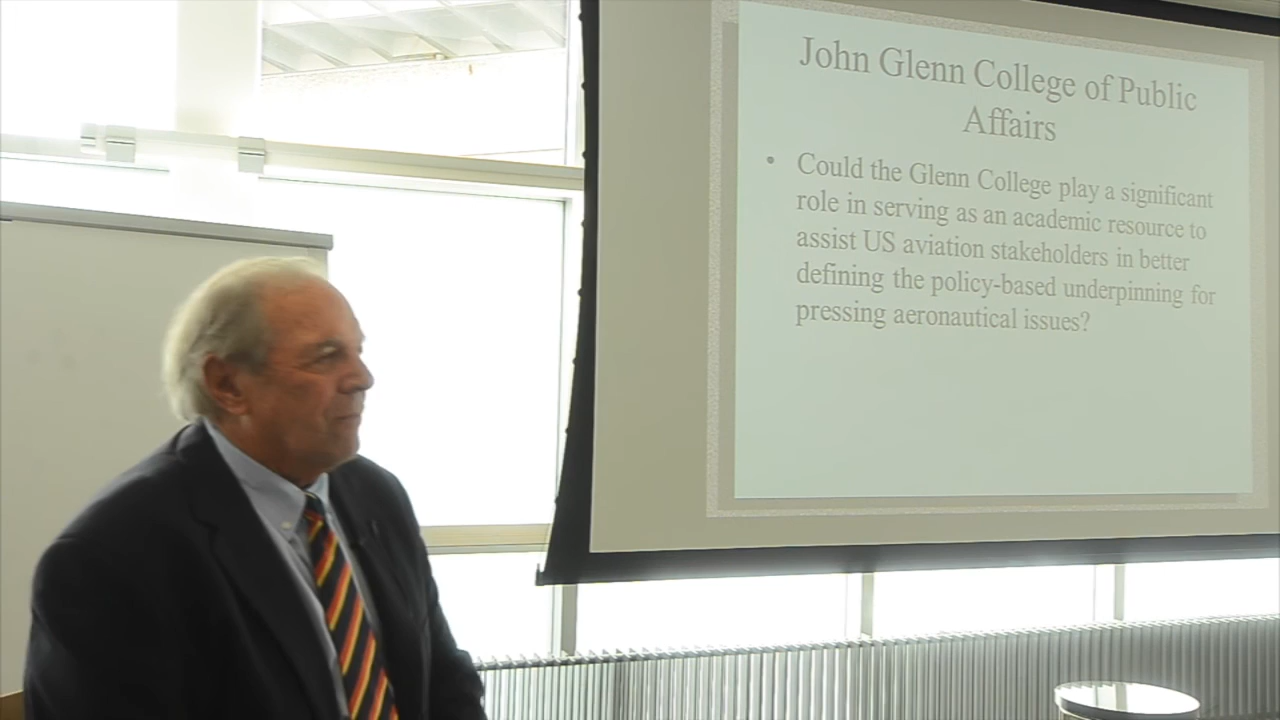 John Glenn College of Public
Affairs
• Could the Glenn College play a significant
role in serving as an academic resource to
assist US aviation stakeholders in better
defining the policy-based underpinning for
pressing aeronautical issues?